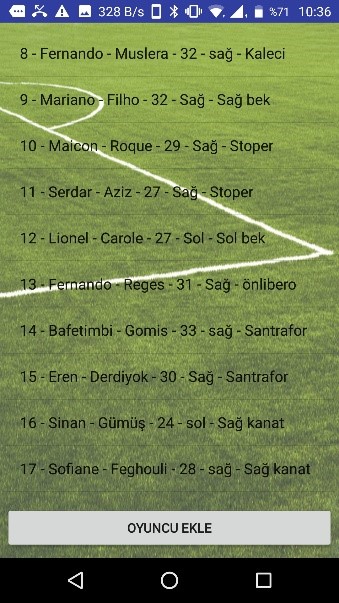 328 B/s %71 10:36
8 - Fernando - Muslera - 32 - sağ - Kaleci
9 - Mariano - Filho - 32 - Sağ - Sağ bek
10 - Maicon - Roque - 29 - Sağ - Stoper
11 - Serdar - Aziz - 27 - Sağ - Stoper
12 - Lionel - Carole - 27 - Sol - Sol bek
13 - Fernando - Reges - 31 - Sağ - önlibero
14 - Bafetimbi - Gomis - 33 - sağ - Santrafor
15 - Eren - Derdiyok - 30 - Sağ - Santrafor
16 - Sinan - Gümüş - 24 - sol - Sağ kanat
17 - Sofiane - Feghouli - 28 - sağ - Sağ kanat
OYUNCU EKLE